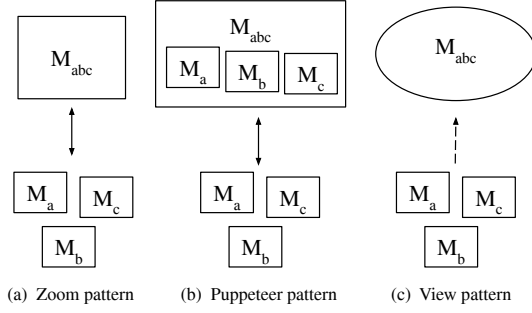 M_abc
M_a
M_c
M_b
(a) Zoom pattern
M_abc
M_a
M_b
M_c
M_a
M_c
M_b
(b) Puppeteer pattern
M_abc
M_a
M_c
M_b
(c) View pattern